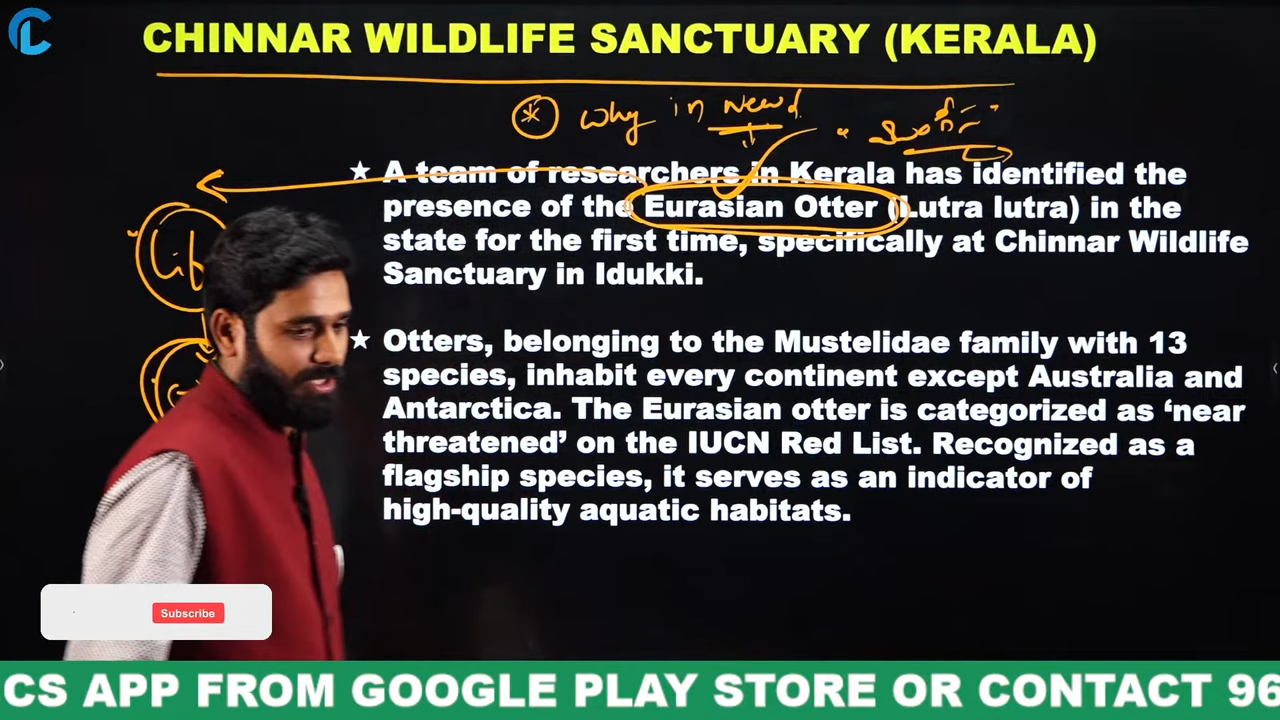 CHINNAR WILDLIFE SANCTUARY (KERALA)
Why in News
★ A team of researchers in Kerala has identified the
presence of the Eurasian Otter (Lutra lutra) in the
state for the first time, specifically at Chinnar Wildlife
Sanctuary in Idukki.
★ Otters, belonging to the Mustelidae family with 13
species, inhabit every continent except Australia and
Antarctica. The Eurasian otter is categorized as ‘near
threatened’ on the IUCN Red List. Recognized as a
flagship species, it serves as an indicator of
high-quality aquatic habitats.
Subscribe
CS APP FROM GOOGLE PLAY STORE OR CONTACT 96